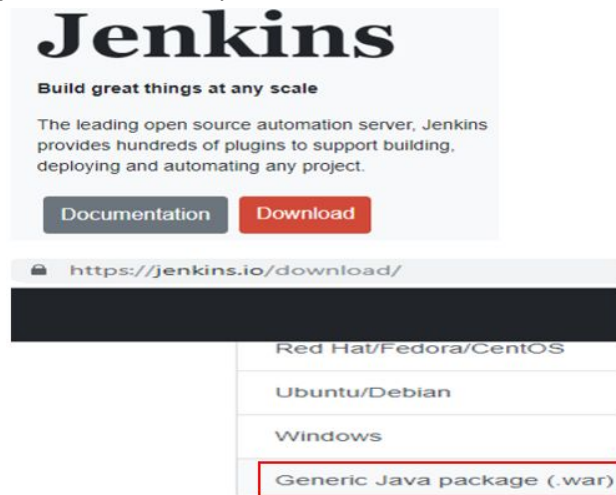 Jenkins
Build great things at any scale
The leading open source automation server, Jenkins
provides hundreds of plugins to support building,
deploying and automating any project.
Documentation Download
https://jenkins.io/download/
Red Hat/Fedora/CentOS
Ubuntu/Debian
Windows
Generic Java package (.war)